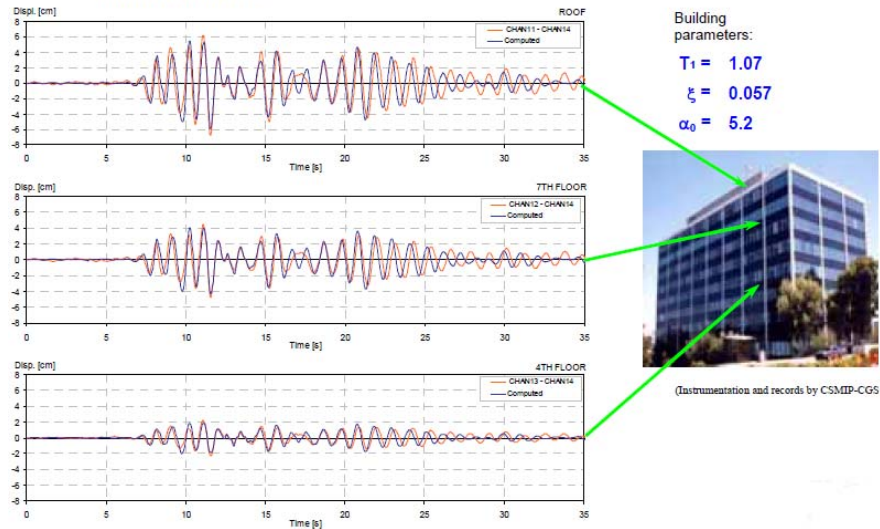 Displ. [cm]
ROOF
8
6
4
2
0
-2
-4
-6
-8
CHAN11 - CHAN14
Computed
0 5 10 15 20 25 30 35
Time [s]
Displ. [cm]
7TH FLOOR
8
6
4
2
0
-2
-4
-6
-8
CHAN12 - CHAN14
Computed
0 5 10 15 20 25 30 35
Time [s]
Disp. [cm]
4TH FLOOR
8
6
4
2
0
-2
-4
-6
-8
CHAN13 - CHAN14
Computed
0 5 10 15 20 25 30 35
Time [s]
Building
parameters:
T1 = 1.07
ξ = 0.057
α0 = 5.2
(Instrumentation and records by CSMIP-CGS